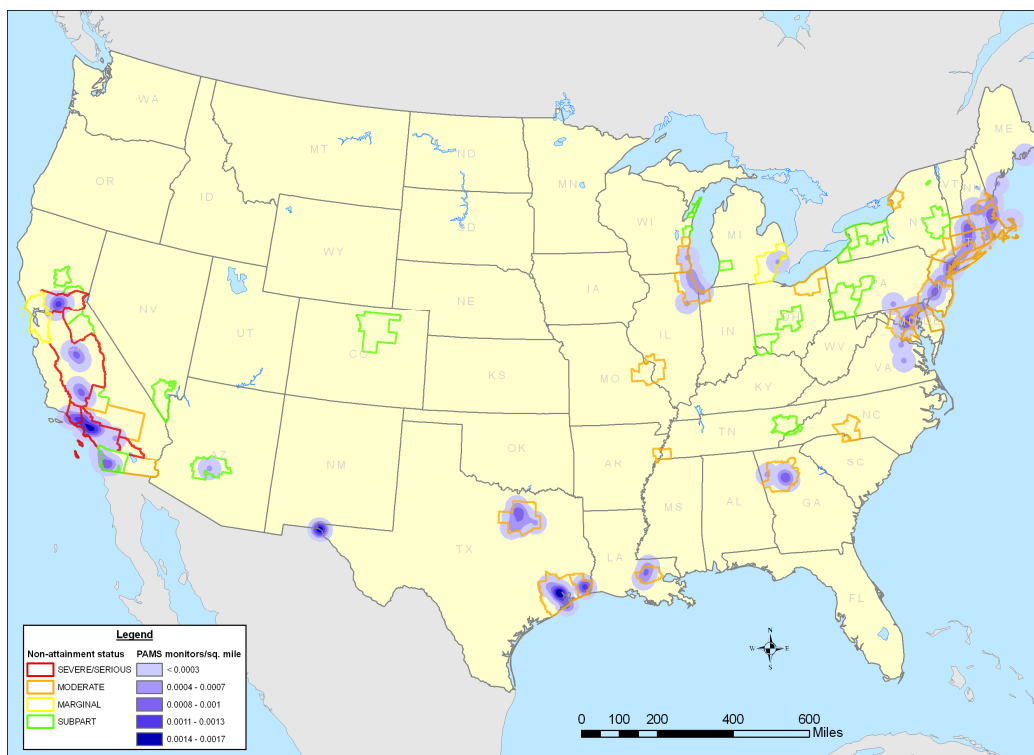 WA
ME
MT
ND
VT
NH
OR
MN
ID
WI
NY
SD
MI
WY
IA
PA
NE
NV
OH
IL
IN
UT
CO
WV
MO
KS
VA
KY
NC
TN
AZ
OK
NM
AR
SC
MS
AL
GA
TX
LA
FL
N
W
E
S
Legend
Non-attainment status
PAMS monitors/sq. mile
SEVERE/SERIOUS
< 0.0003
MODERATE
0.0004 - 0.0007
MARGINAL
0.0008 - 0.001
SUBPART
0.0011 - 0.0013
0.0014 - 0.0017
0 50 100 200 400 600
Miles